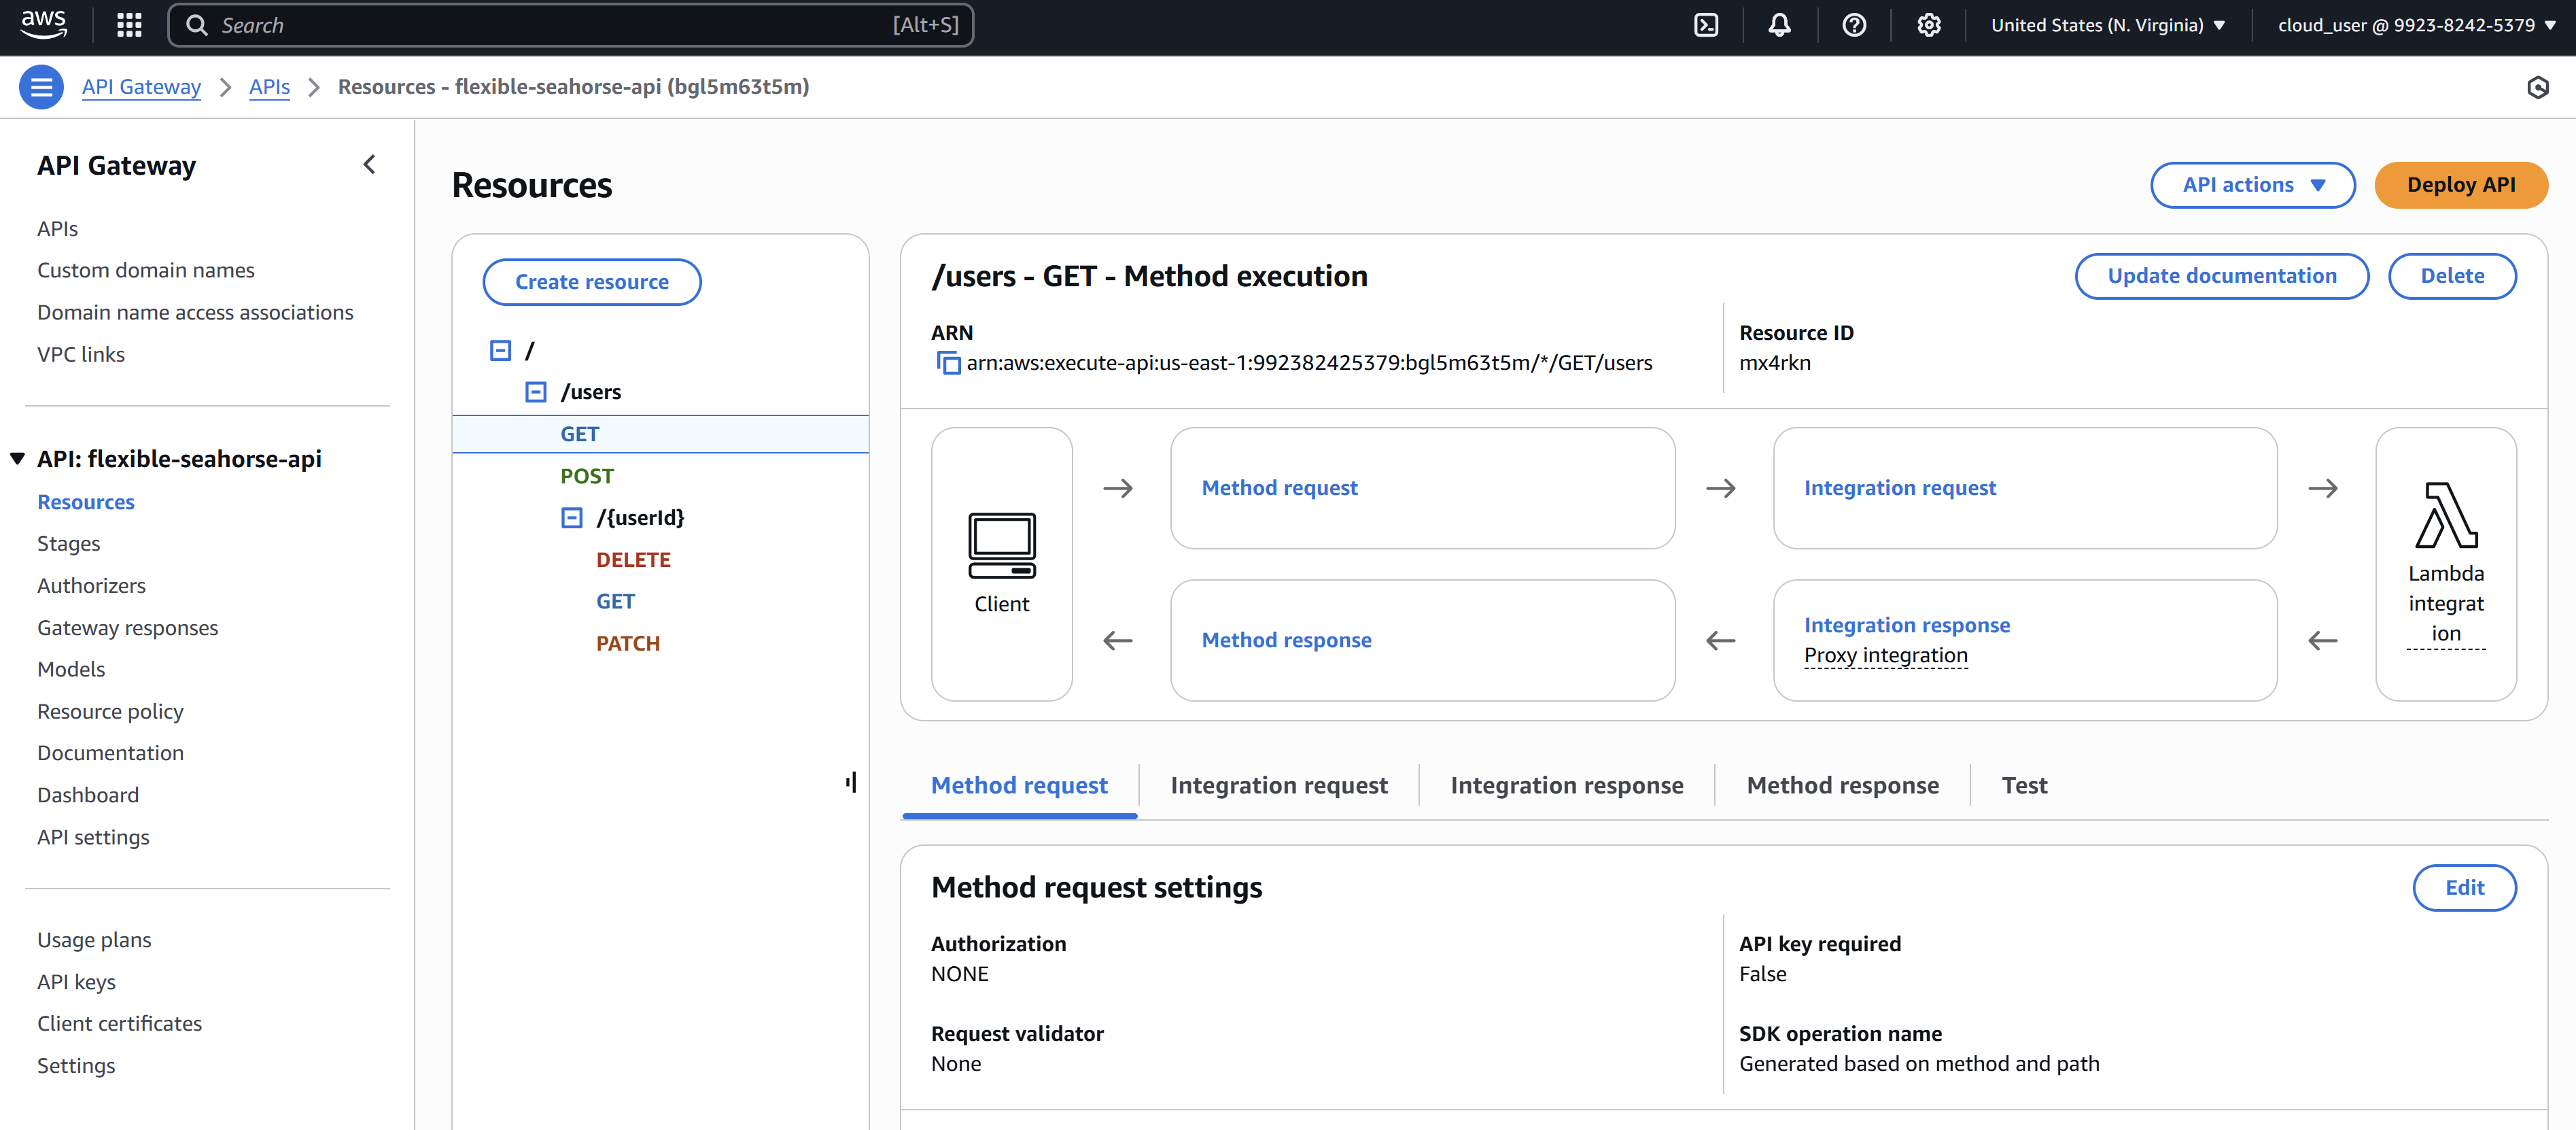 aws
Search
[Alt+S]
United States (N. Virginia)
cloud_user @ 9923-8242-5379
API Gateway
APIs
Resources - flexible-seahorse-api (bgl5m63t5m)
API Gateway
APIs
Custom domain names
Domain name access associations
VPC links
API: flexible-seahorse-api
Resources
Stages
Authorizers
Gateway responses
Models
Resource policy
Documentation
Dashboard
API settings
Usage plans
API keys
Client certificates
Settings
Resources
API actions
Deploy API
Create resource
/
/users
GET
POST
/{userId}
DELETE
GET
PATCH
/users - GET - Method execution
Update documentation
Delete
ARN
arn:aws:execute-api:us-east-1:992382425379:bgl5m63t5m/*/GET/users
Resource ID
mx4rkn
Client
Method request
Integration request
Method response
Integration response
Proxy integration
Lambda
integrat
ion
Method request
Integration request
Integration response
Method response
Test
Method request settings
Edit
Authorization
NONE
API key required
False
Request validator
None
SDK operation name
Generated based on method and path